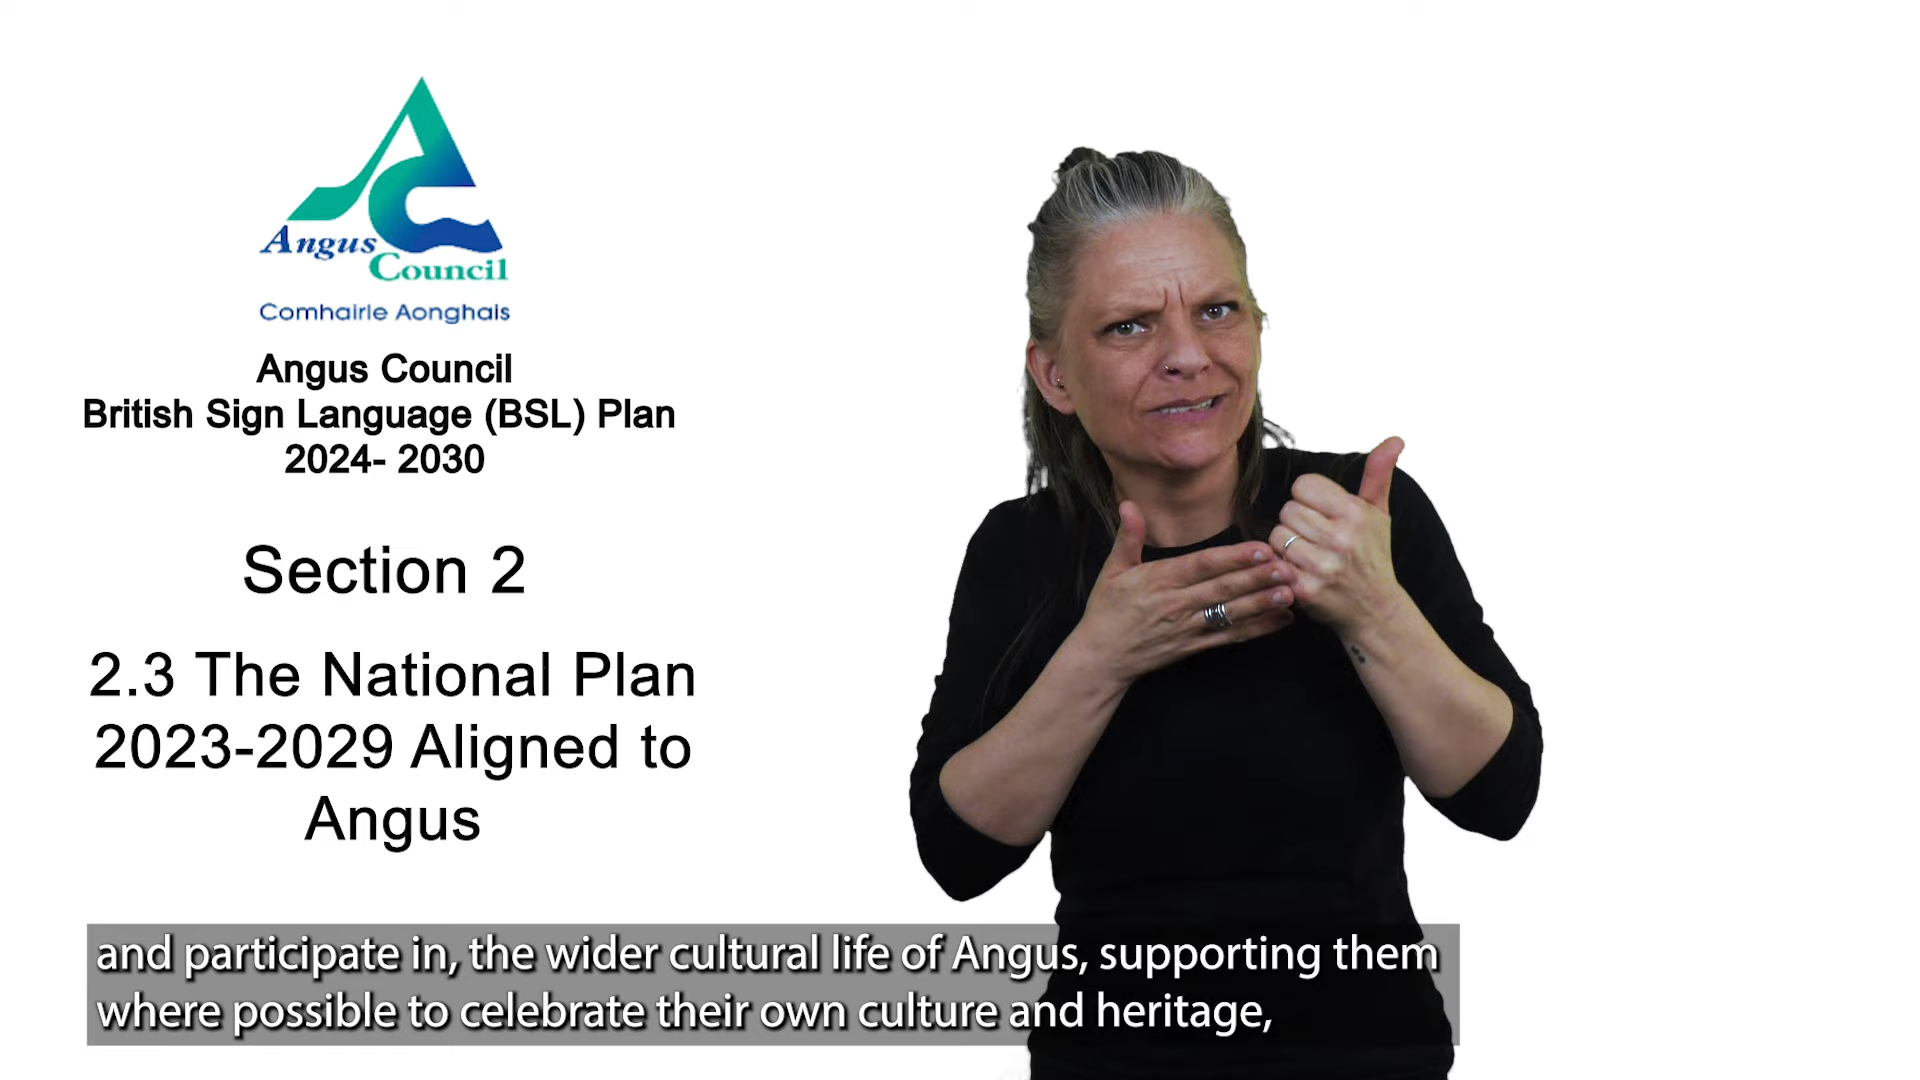 Angus
Council
Comhairle Aonghais
Angus Council
British Sign Language (BSL) Plan
2024- 2030
Section 2
2.3 The National Plan
2023-2029 Aligned to
Angus
and participate in, the wider cultural life of Angus, supporting them
where possible to celebrate their own culture and heritage,